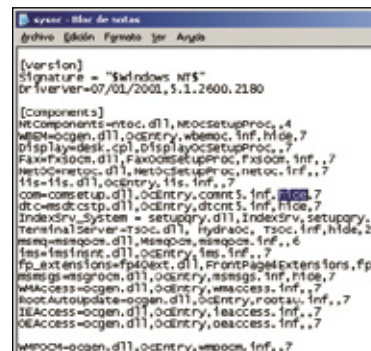 sysoc - Bloc de notas
Archivo Edición Formato Ver Ayuda
[Version]
Signature = "$Windows NT$"
DriverVer=07/01/2001,5.1.2600.2180
[Components]
NtComponents=ntoc.dll,NtOcSetupProc,,4
WBEM=ocgen.dll,OcEntry,wbemoc.inf,hide,7
Display=desk.cpl,DisplayOcSetupProc,,7
Fax=fxsocm.dll,FaxOcmSetupProc,fxsocm.inf,,7
NetOC=netoc.dll,NetOcSetupProc,netoc.inf,,7
iis=iis.dll,OcEntry,iis.inf,,7
com=comsetup.dll,OcEntry,comnt5.inf,hide,7
dtc=msdtcstp.dll,OcEntry,dtcnt5.inf,hide,7
IndexSrv_System = setupqry.dll,IndexSrv,setupqry.
TerminalServer=TsOc.dll, HydraOc, TsOc.inf,hide,2
msmq=msmqocm.dll,MsmqOcm,msmqocm.inf,,6
ims=imsinsnt.dll,OcEntry,ims.inf,,7
fp_extensions=fp40ext.dll,FrontPage4Extensions,fp
msmsgs=msgrocm.dll,OcEntry,msmsgs.inf,hide,7
WMAccess=ocgen.dll,OcEntry,wmaccess.inf,,7
RootAutoUpdate=ocgen.dll,OcEntry,rootau.inf,,7
IEAccess=ocgen.dll,OcEntry,ieaccess.inf,,7
OEAccess=ocgen.dll,OcEntry,oeaccess.inf,,7
WMPOCM=ocgen.dll,OcEntry,wmpocm.inf,,7